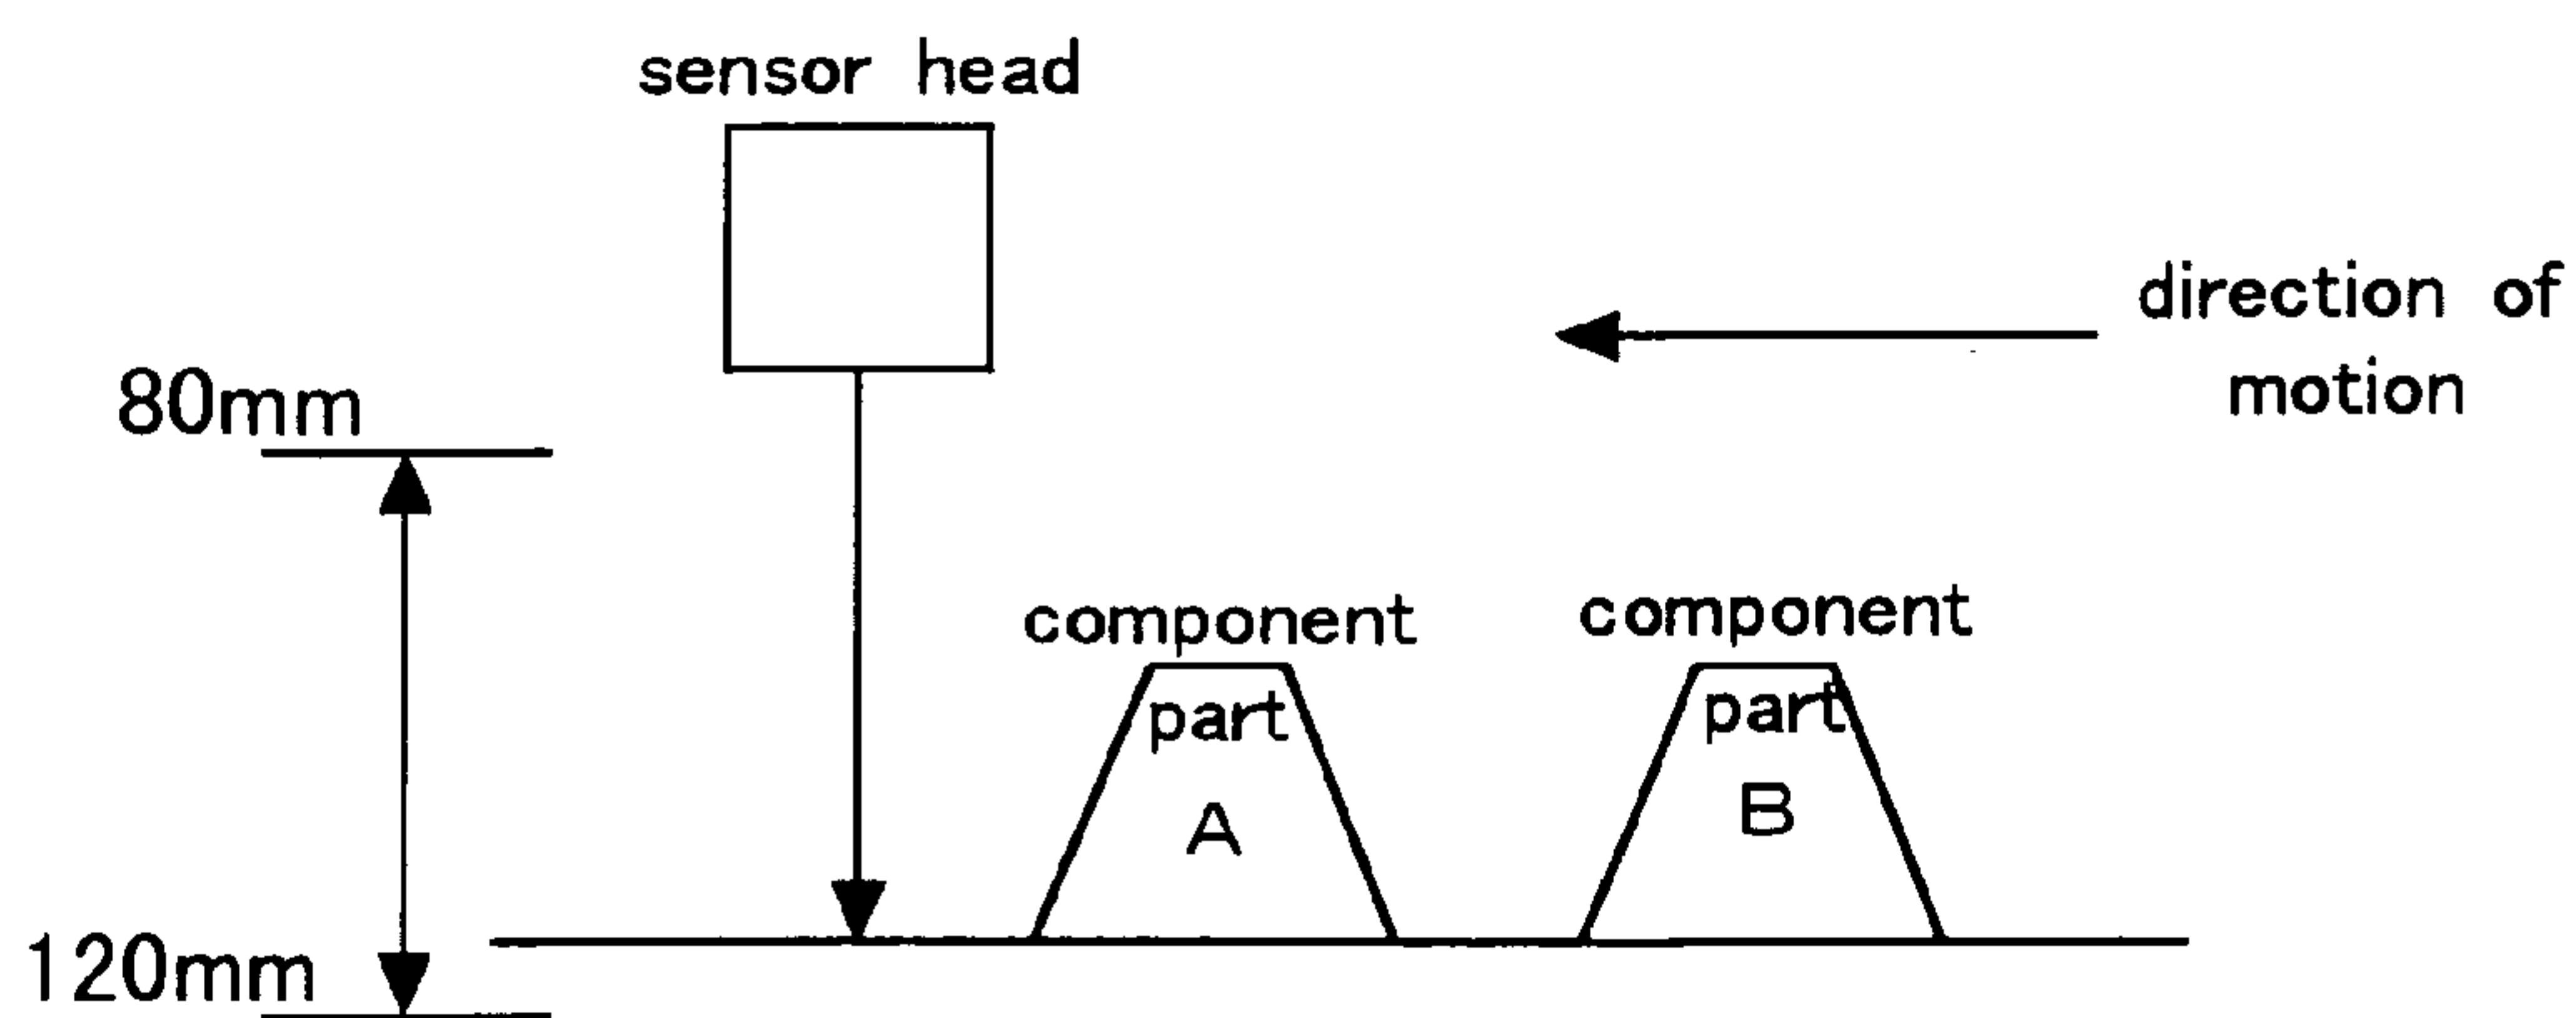 sensor head
direction of
motion
80mm
component
part
A
component
part
B
120mm